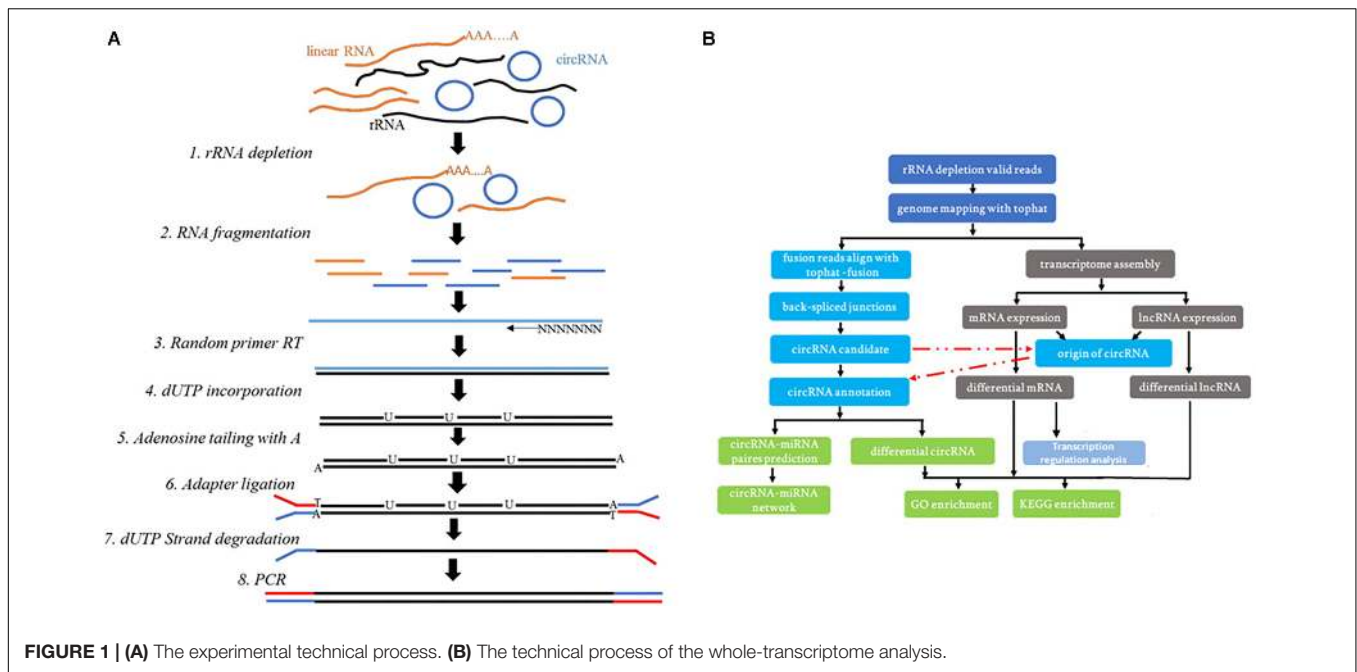 A
linear RNA
AAA....A
circRNA
rRNA
1. rRNA depletion
AAA....A
2. RNA fragmentation
NNNNNNN
3. Random primer RT
4. dUTP incorporation
U U U
5. Adenosine tailing with A
U U U
A
A
6. Adapter ligation
T
U U U
A
A
T
7. dUTP Strand degradation
8. PCR
B
rRNA depletion valid reads
genome mapping with tophat
fusion reads align with
tophat-fusion
transcriptome assembly
back-spliced junctions
mRNA expression
lncRNA expression
circRNA candidate
origin of circRNA
circRNA annotation
differential mRNA
differential lncRNA
circRNA-miRNA
paires prediction
differential circRNA
Transcription
regulation analysis
circRNA-miRNA
network
GO enrichment
KEGG enrichment
FIGURE 1 | (A) The experimental technical process. (B) The technical process of the whole-transcriptome analysis.